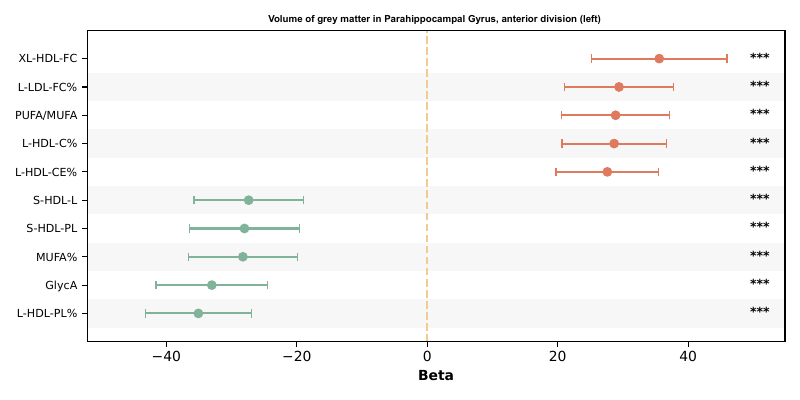 Volume of grey matter in Parahippocampal Gyrus, anterior division (left)
XL-HDL-FC ***
L-LDL-FC% ***
PUFA/MUFA ***
L-HDL-C% ***
L-HDL-CE% ***
S-HDL-L ***
S-HDL-PL ***
MUFA% ***
GlycA ***
L-HDL-PL% ***
−40 −20 0 20 40
Beta